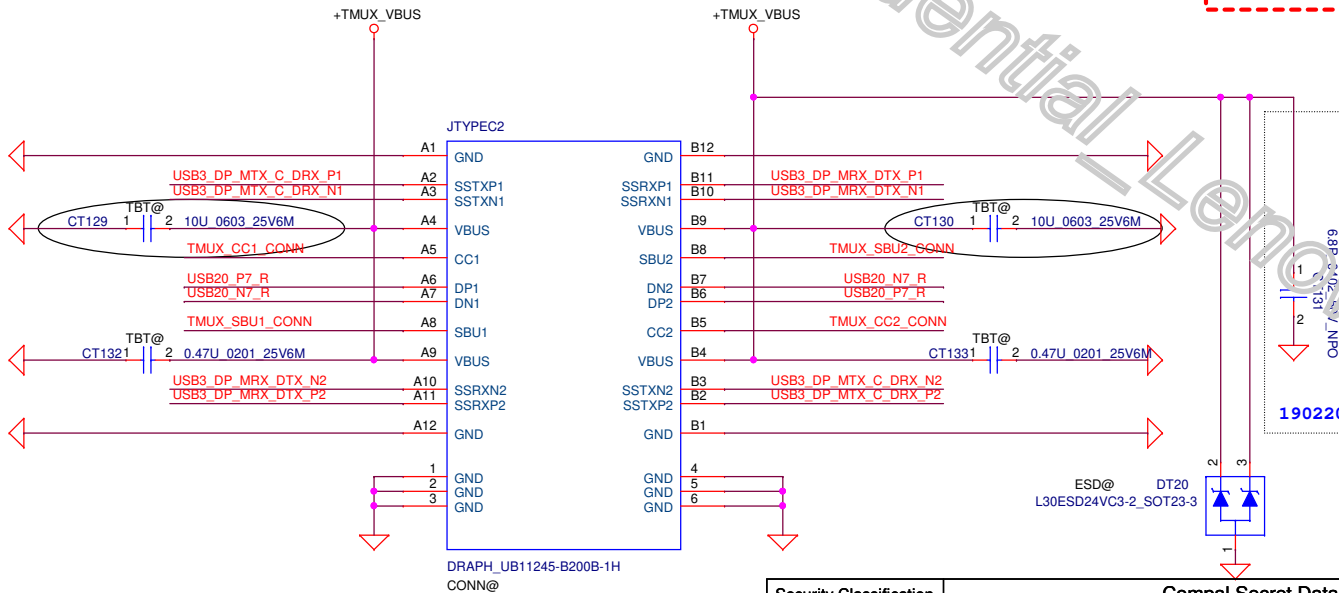 +TMUX_VBUS
+TMUX_VBUS
JTYPEC2
A1 GND GND B12
USB3_DP_MTX_C_DRX_P1 A2 SSTXP1 SSRXP1 B11 USB3_DP_MRX_DTX_P1
USB3_DP_MTX_C_DRX_N1 A3 SSTXN1 SSRXN1 B10 USB3_DP_MRX_DTX_N1
TBT@ TBT@
CT129 1 2 10U_0603_25V6M A4 VBUS VBUS B9 CT130 1 2 10U_0603_25V6M
TMUX_CC1_CONN A5 CC1 SBU2 B8 TMUX_SBU2_CONN
USB20_P7_R A6 DP1 DN2 B7 USB20_N7_R
USB20_N7_R A7 DN1 DP2 B6 USB20_P7_R
TMUX_SBU1_CONN A8 SBU1 CC2 B5 TMUX_CC2_CONN
TBT@ TBT@
CT132 1 2 0.47U_0201_25V6M A9 VBUS VBUS B4 CT133 1 2 0.47U_0201_25V6M
USB3_DP_MRX_DTX_N2 A10 SSRXN2 SSTXN2 B3 USB3_DP_MTX_C_DRX_N2
USB3_DP_MRX_DTX_P2 A11 SSRXP2 SSTXP2 B2 USB3_DP_MTX_C_DRX_P2
A12 GND GND B1
1 GND GND 4
2 GND GND 5
3 GND GND 6
DRAPH_UB11245-B200B-1H
CONN@
1
2
190220
2 3
ESD@ DT20
L30ESD24VC3-2_SOT23-3
1
Security Classification Compal Secret Data